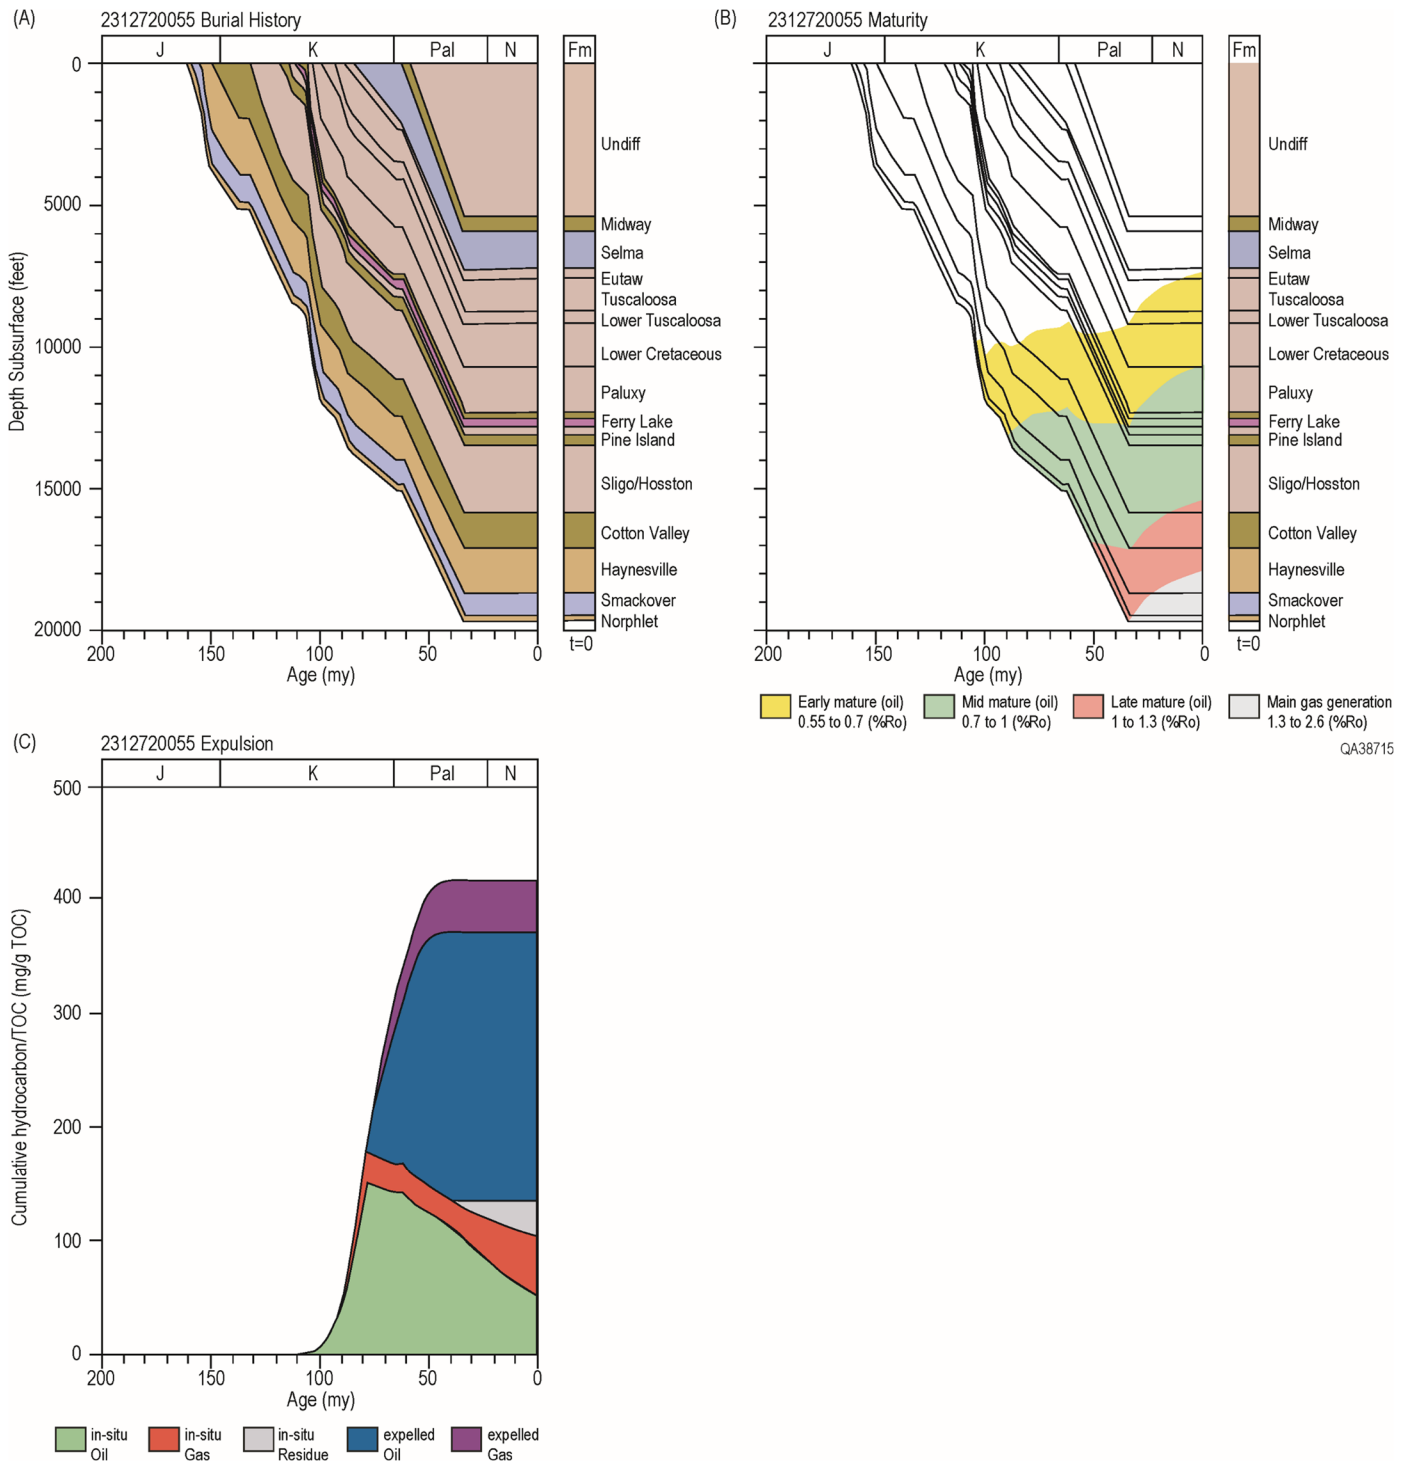 (A)
2312720055 Burial History
J K Pal N Fm
0
5000
10000
15000
20000
Depth Subsurface (feet)
Undiff
Midway
Selma
Eutaw
Tuscaloosa
Lower Tuscaloosa
Lower Cretaceous
Paluxy
Ferry Lake
Pine Island
Sligo/Hosston
Cotton Valley
Haynesville
Smackover
Norphlet
t=0
200 150 100 50 0
Age (my)
(B)
2312720055 Maturity
J K Pal N Fm
0
5000
10000
15000
20000
Undiff
Midway
Selma
Eutaw
Tuscaloosa
Lower Tuscaloosa
Lower Cretaceous
Paluxy
Ferry Lake
Pine Island
Sligo/Hosston
Cotton Valley
Haynesville
Smackover
Norphlet
t=0
200 150 100 50 0
Age (my)
Early mature (oil)
0.55 to 0.7 (%Ro)
Mid mature (oil)
0.7 to 1 (%Ro)
Late mature (oil)
1 to 1.3 (%Ro)
Main gas generation
1.3 to 2.6 (%Ro)
QA38715
(C)
2312720055 Expulsion
J K Pal N
500
400
300
200
100
0
Cumulative hydrocarbon/TOC (mg/g TOC)
200 150 100 50 0
Age (my)
in-situ
Oil
in-situ
Gas
in-situ
Residue
expelled
Oil
expelled
Gas